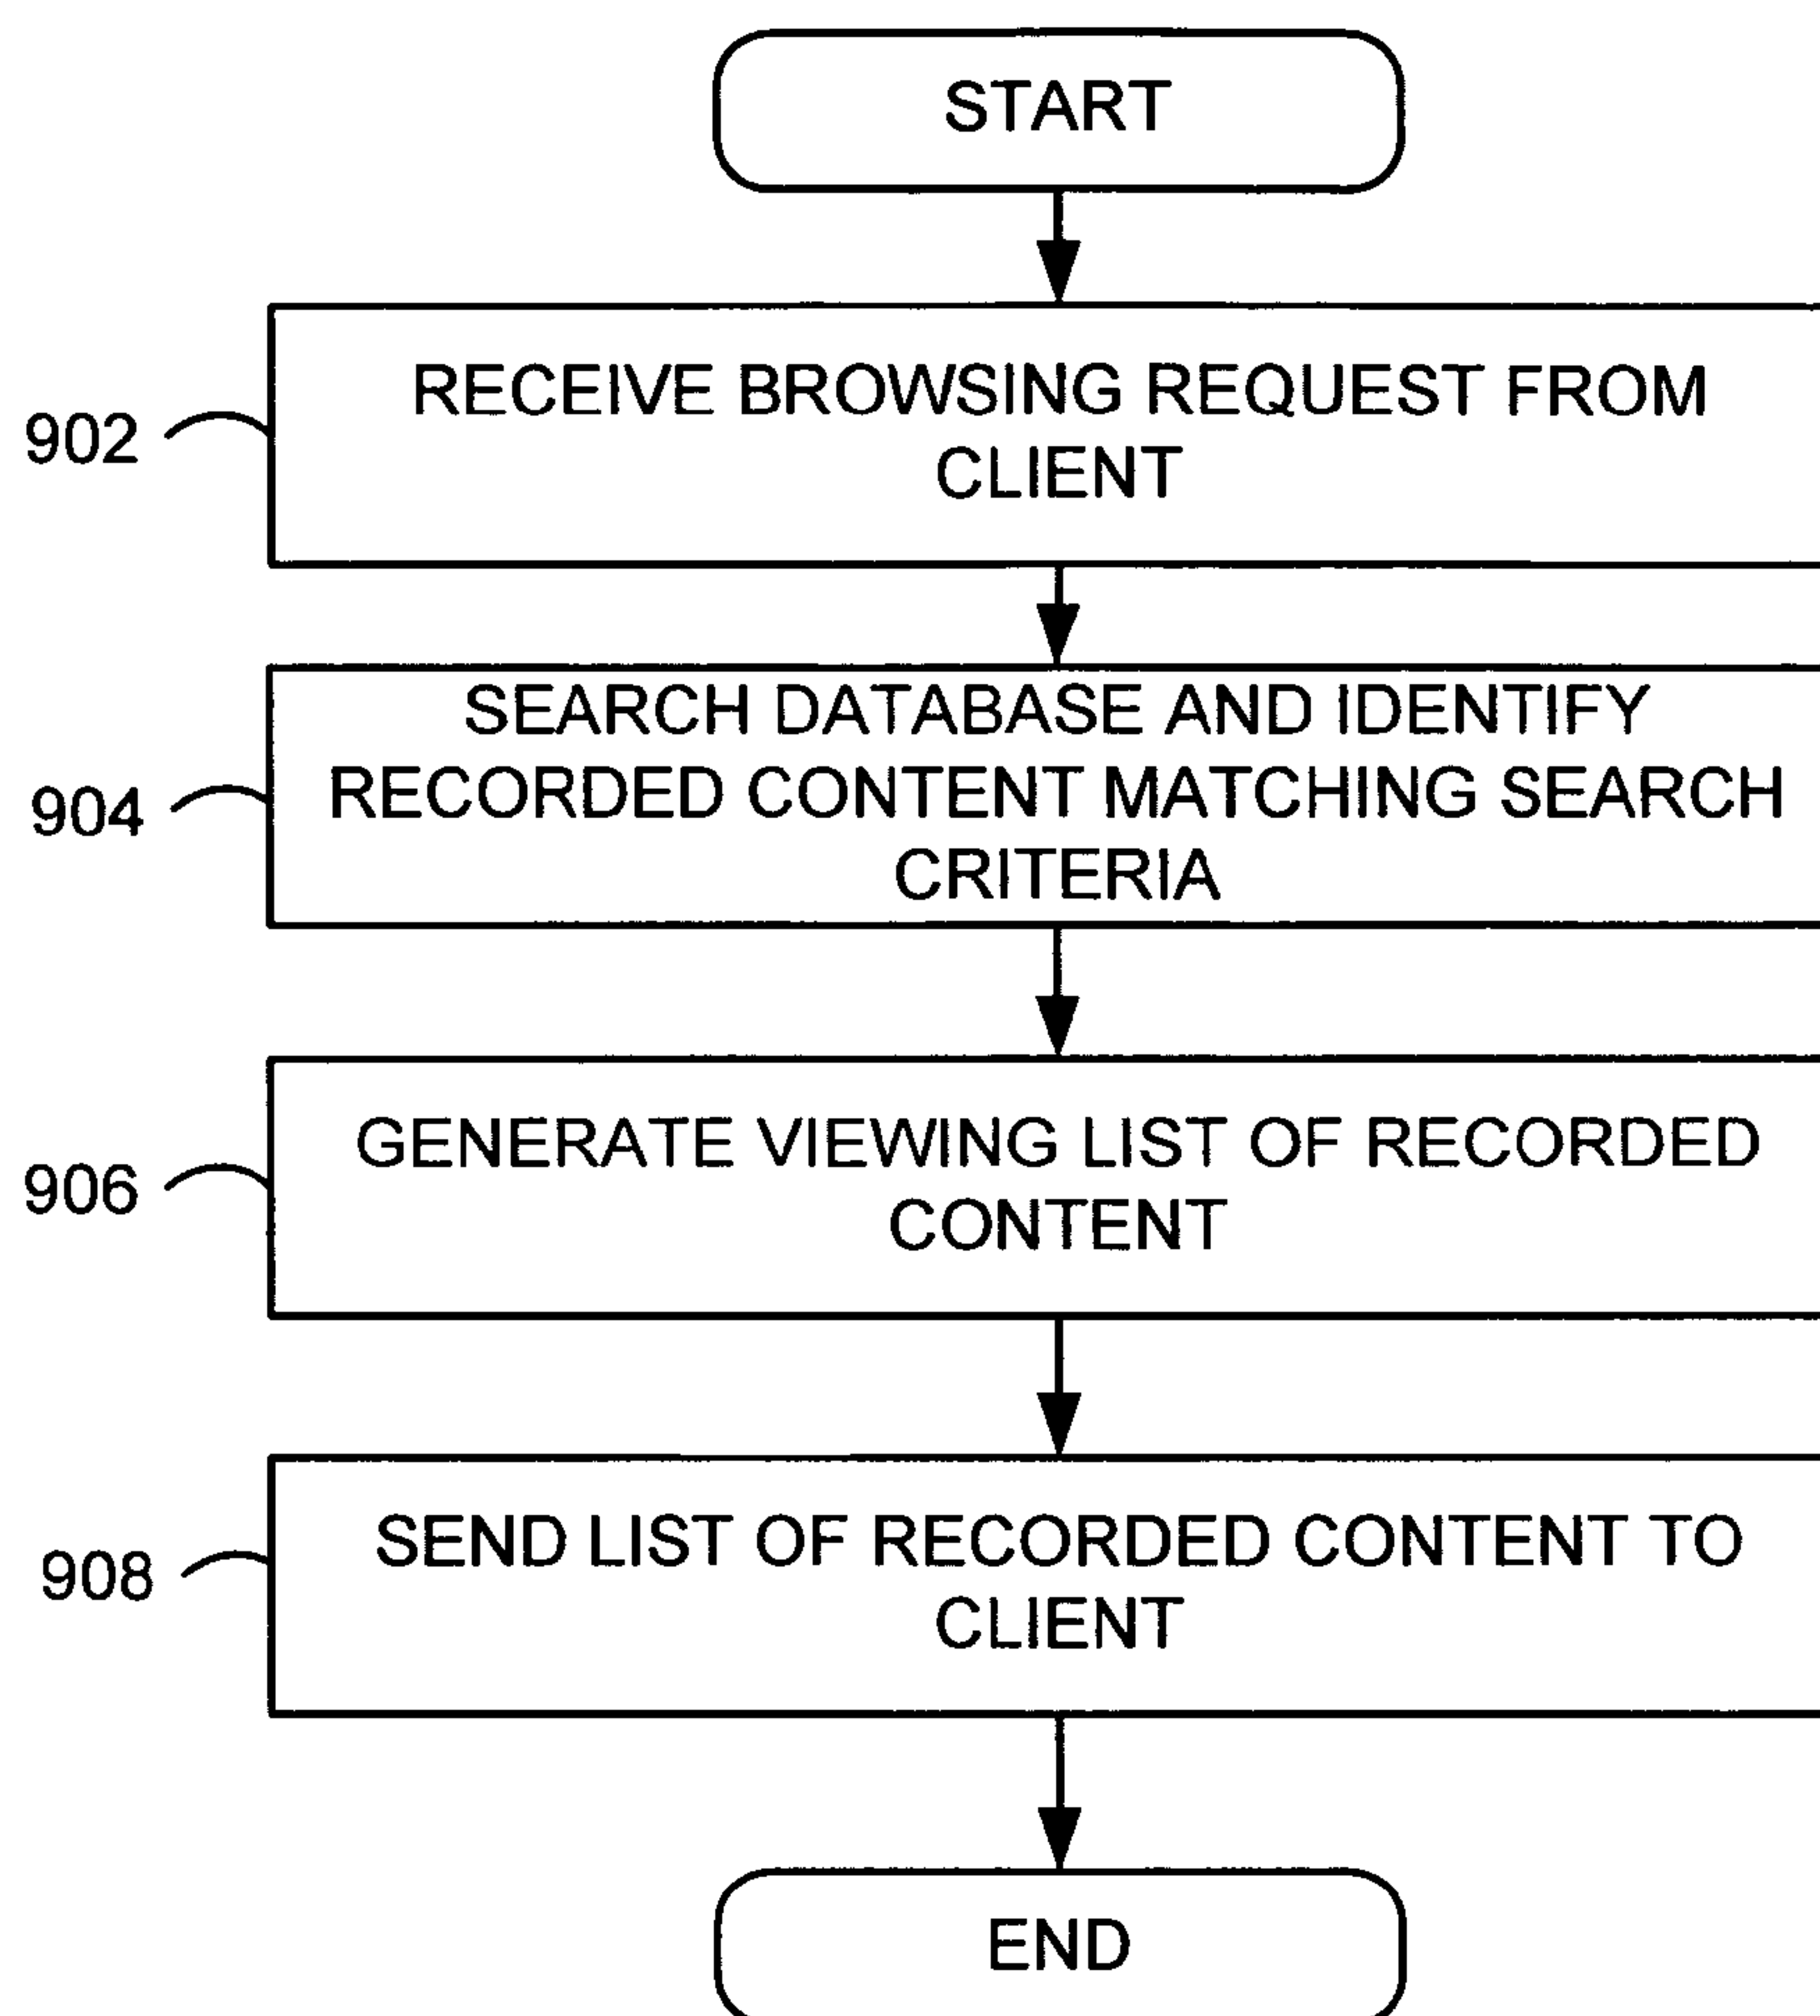 START
902
RECEIVE BROWSING REQUEST FROM
CLIENT
904
SEARCH DATABASE AND IDENTIFY
RECORDED CONTENT MATCHING SEARCH
CRITERIA
906
GENERATE VIEWING LIST OF RECORDED
CONTENT
908
SEND LIST OF RECORDED CONTENT TO
CLIENT
END